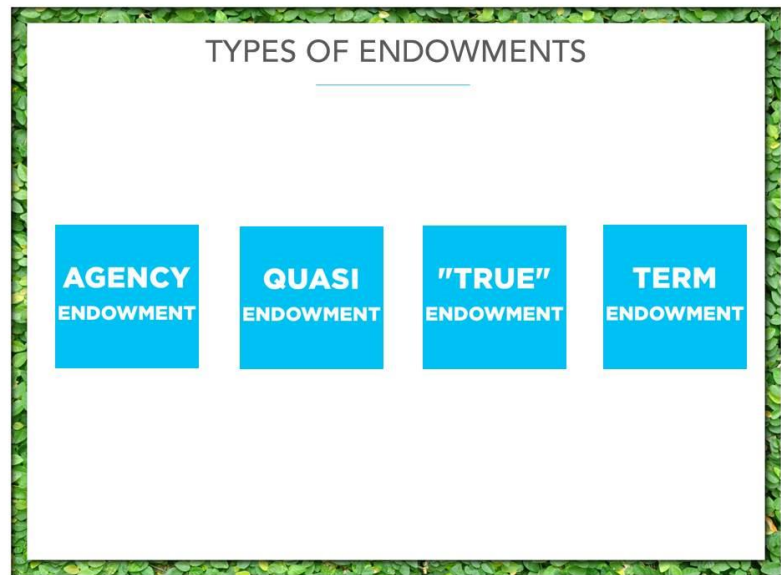 TYPES OF ENDOWMENTS
AGENCY
ENDOWMENT
QUASI
ENDOWMENT
"TRUE"
ENDOWMENT
TERM
ENDOWMENT